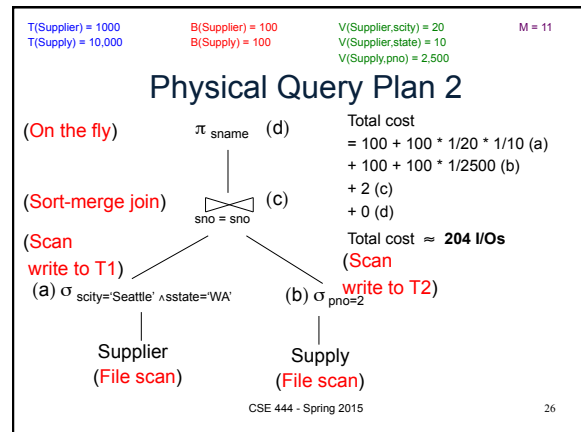 T(Supplier) = 1000
T(Supply) = 10,000
B(Supplier) = 100
B(Supply) = 100
V(Supplier,scity) = 20
V(Supplier,state) = 10
V(Supply,pno) = 2,500
M = 11
Physical Query Plan 2
(On the fly)
π sname (d)
Total cost
= 100 + 100 * 1/20 * 1/10 (a)
+ 100 + 100 * 1/2500 (b)
+ 2 (c)
+ 0 (d)
Total cost ≈ 204 I/Os
(Sort-merge join)
(c)
sno = sno
(Scan
write to T1)
(a) σ scity=‘Seattle’ ∧sstate=‘WA’
(Scan
write to T2)
(b) σ pno=2
Supplier
(File scan)
Supply
(File scan)
CSE 444 - Spring 2015
26